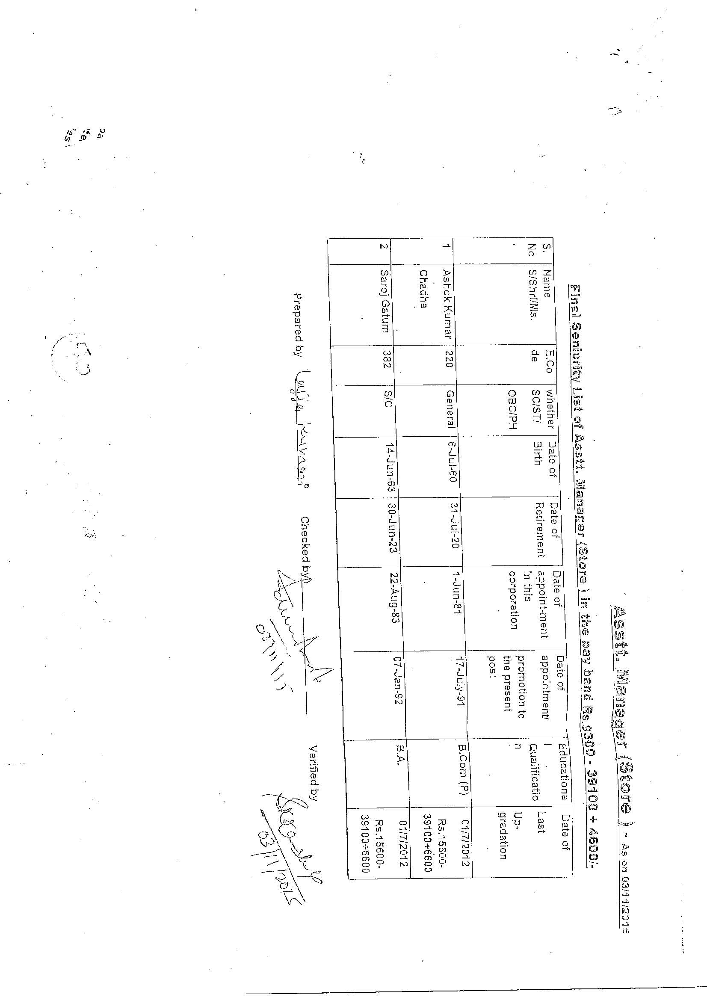 Asstt. Manager (Store ) - As on 03/11/2015
Final Seniority List of Asstt. Manager (Store ) in the pay band Rs.9300 - 39100 + 4600/-
S. No . | Name S/Shri/Ms. | E.Co de | whether SC/ST/ OBC/PH | Date of Birth | Date of Retirement | Date of appoint-ment in this corporation | Date of appointment/ promotion to the present post | Educationa l Qualificatio n | Date of Last Up- gradation
1 | Ashok Kumar Chadha | 220 | General | 6-Jul-60 | 31-Jul-20 | 1-Jun-81 | 17-July-91 | B.Com (P) | 01/7/2012 Rs.15600- 39100+6600
2 | Saroj Gatum | 382 | S/C | 14-Jun-63 | 30-Jun-23 | 22-Aug-83 | 07-Jan-92 | B.A. | 01/7/2012 Rs.15600- 39100+6600
Prepared by Lajja Kumari Checked by Verified by
03/11/15
03/11/2015